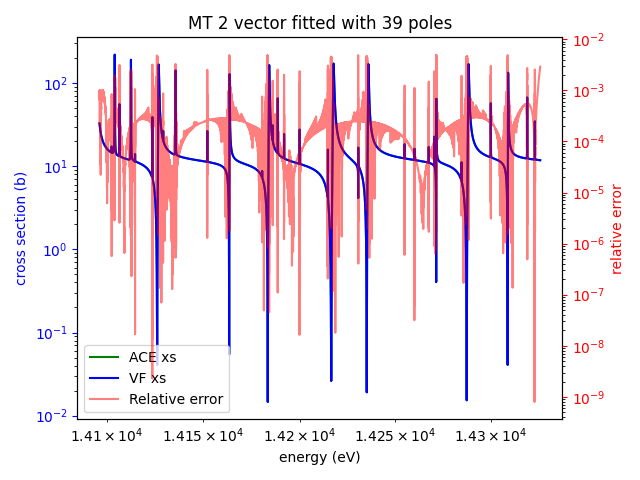 MT 2 vector fitted with 39 poles
cross section (b)
10²
10¹
10⁰
10⁻¹
10⁻²
10⁻²
10⁻³
10⁻⁴
10⁻⁵
10⁻⁶
10⁻⁷
10⁻⁸
10⁻⁹
relative error
ACE xs
VF xs
Relative error
1.41×10⁴ 1.415×10⁴ 1.42×10⁴ 1.425×10⁴ 1.43×10⁴
energy (eV)